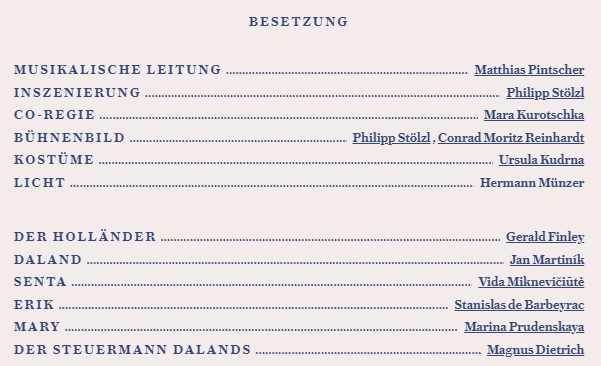 BESETZUNG
MUSIKALISCHE LEITUNG ........ Matthias Pintscher
INSZENIERUNG ........ Philipp Stölzl
CO-REGIE ........ Mara Kurotschka
BÜHNENBILD ........ Philipp Stölzl , Conrad Moritz Reinhardt
KOSTÜME ........ Ursula Kudrna
LICHT ........ Hermann Münzer
DER HOLLÄNDER ........ Gerald Finley
DALAND ........ Jan Martiník
SENTA ........ Vida Miknevičiūtė
ERIK ........ Stanislas de Barbeyrac
MARY ........ Marina Prudenskaya
DER STEUERMANN DALANDS ........ Magnus Dietrich